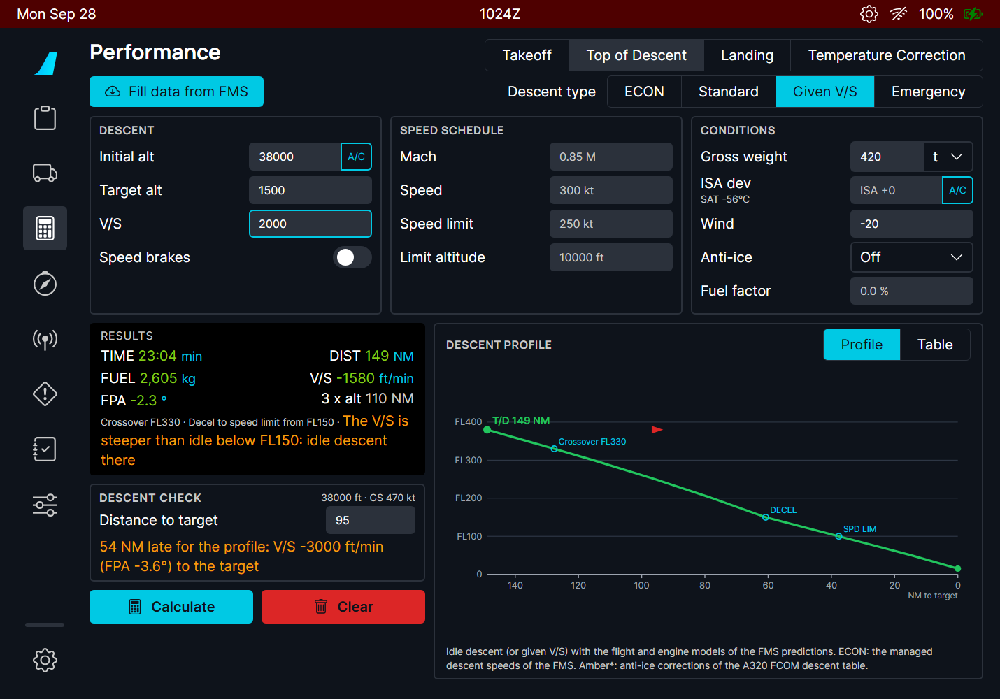 Mon Sep 28
1024Z
100%
Performance
Takeoff
Top of Descent
Landing
Temperature Correction
Fill data from FMS
Descent type
ECON
Standard
Given V/S
Emergency
DESCENT
Initial alt
38000
A/C
Target alt
1500
V/S
2000
Speed brakes
SPEED SCHEDULE
Mach
0.85 M
Speed
300 kt
Speed limit
250 kt
Limit altitude
10000 ft
CONDITIONS
Gross weight
420
t
ISA dev
SAT -56°C
ISA +0
A/C
Wind
-20
Anti-ice
Off
Fuel factor
0.0 %
RESULTS
TIME 23:04 min
DIST 149 NM
FUEL 2,605 kg
V/S -1580 ft/min
FPA -2.3 °
3 x alt 110 NM
Crossover FL330 · Decel to speed limit from FL150 · The V/S is
steeper than idle below FL150: idle descent
there
DESCENT CHECK
38000 ft · GS 470 kt
Distance to target
95
54 NM late for the profile: V/S -3000 ft/min
(FPA -3.6°) to the target
Calculate
Clear
DESCENT PROFILE
Profile
Table
FL400
T/D 149 NM
Crossover FL330
FL300
FL200
DECEL
SPD LIM
FL100
0
140
120
100
80
60
40
20
0
NM to target
Idle descent (or given V/S) with the flight and engine models of the FMS predictions. ECON: the managed
descent speeds of the FMS. Amber*: anti-ice corrections of the A320 FCOM descent table.